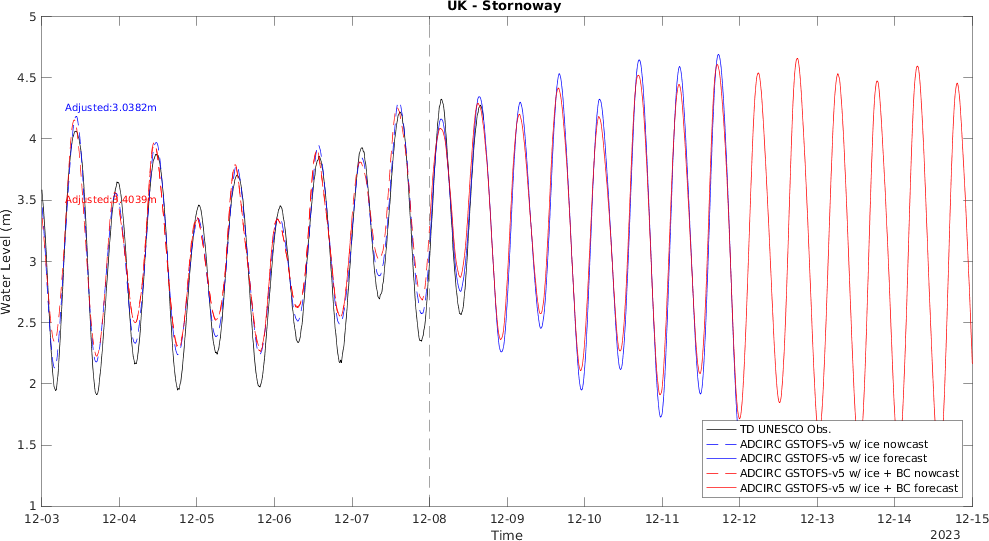 UK - Stornoway
5
4.5
4
3.5
3
2.5
2
1.5
1
Water Level (m)
Adjusted:3.0382m
Adjusted:3.4039m
TD UNESCO Obs.
ADCIRC GSTOFS-v5 w/ ice nowcast
ADCIRC GSTOFS-v5 w/ ice forecast
ADCIRC GSTOFS-v5 w/ ice + BC nowcast
ADCIRC GSTOFS-v5 w/ ice + BC forecast
12-03 12-04 12-05 12-06 12-07 12-08 12-09 12-10 12-11 12-12 12-13 12-14 12-15
Time
2023